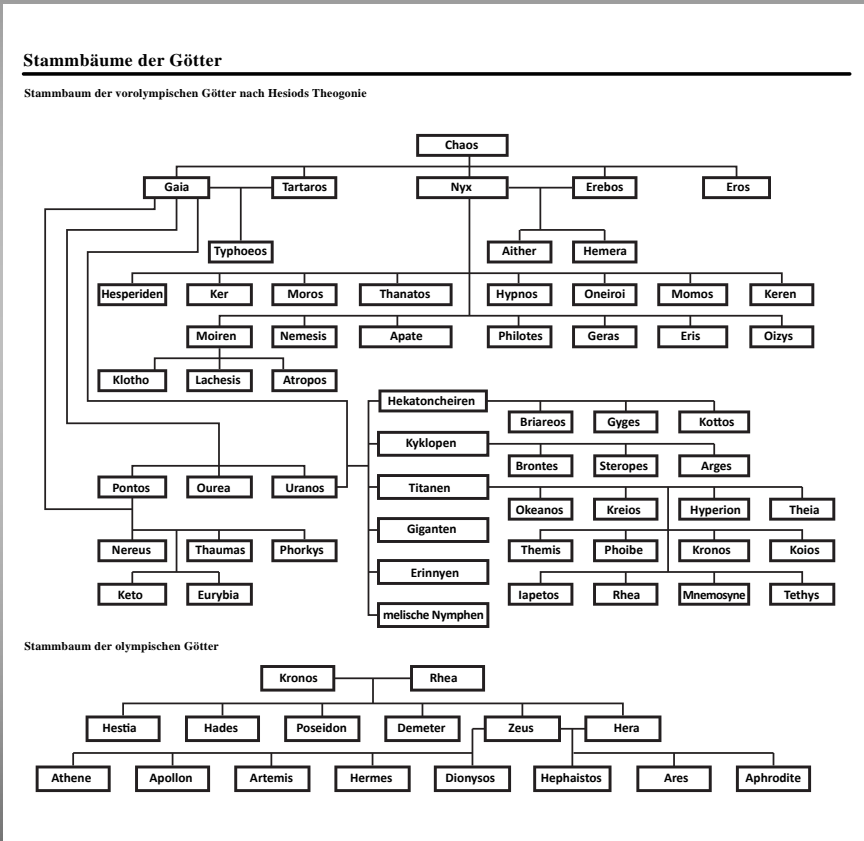 Stammbäume der Götter
Stammbaum der vorolympischen Götter nach Hesiods Theogonie
Chaos
Gaia Tartaros Nyx Erebos Eros
Typhoeos Aither Hemera
Hesperiden Ker Moros Thanatos Hypnos Oneiroi Momos Keren
Moiren Nemesis Apate Philotes Geras Eris Oizys
Klotho Lachesis Atropos
Hekatoncheiren
Briareos Gyges Kottos
Kyklopen
Brontes Steropes Arges
Pontos Ourea Uranos Titanen
Okeanos Kreios Hyperion Theia
Giganten
Nereus Thaumas Phorkys Themis Phoibe Kronos Koios
Erinnyen
Keto Eurybia Iapetos Rhea Mnemosyne Tethys
melische Nymphen
Stammbaum der olympischen Götter
Kronos Rhea
Hestia Hades Poseidon Demeter Zeus Hera
Athene Apollon Artemis Hermes Dionysos Hephaistos Ares Aphrodite